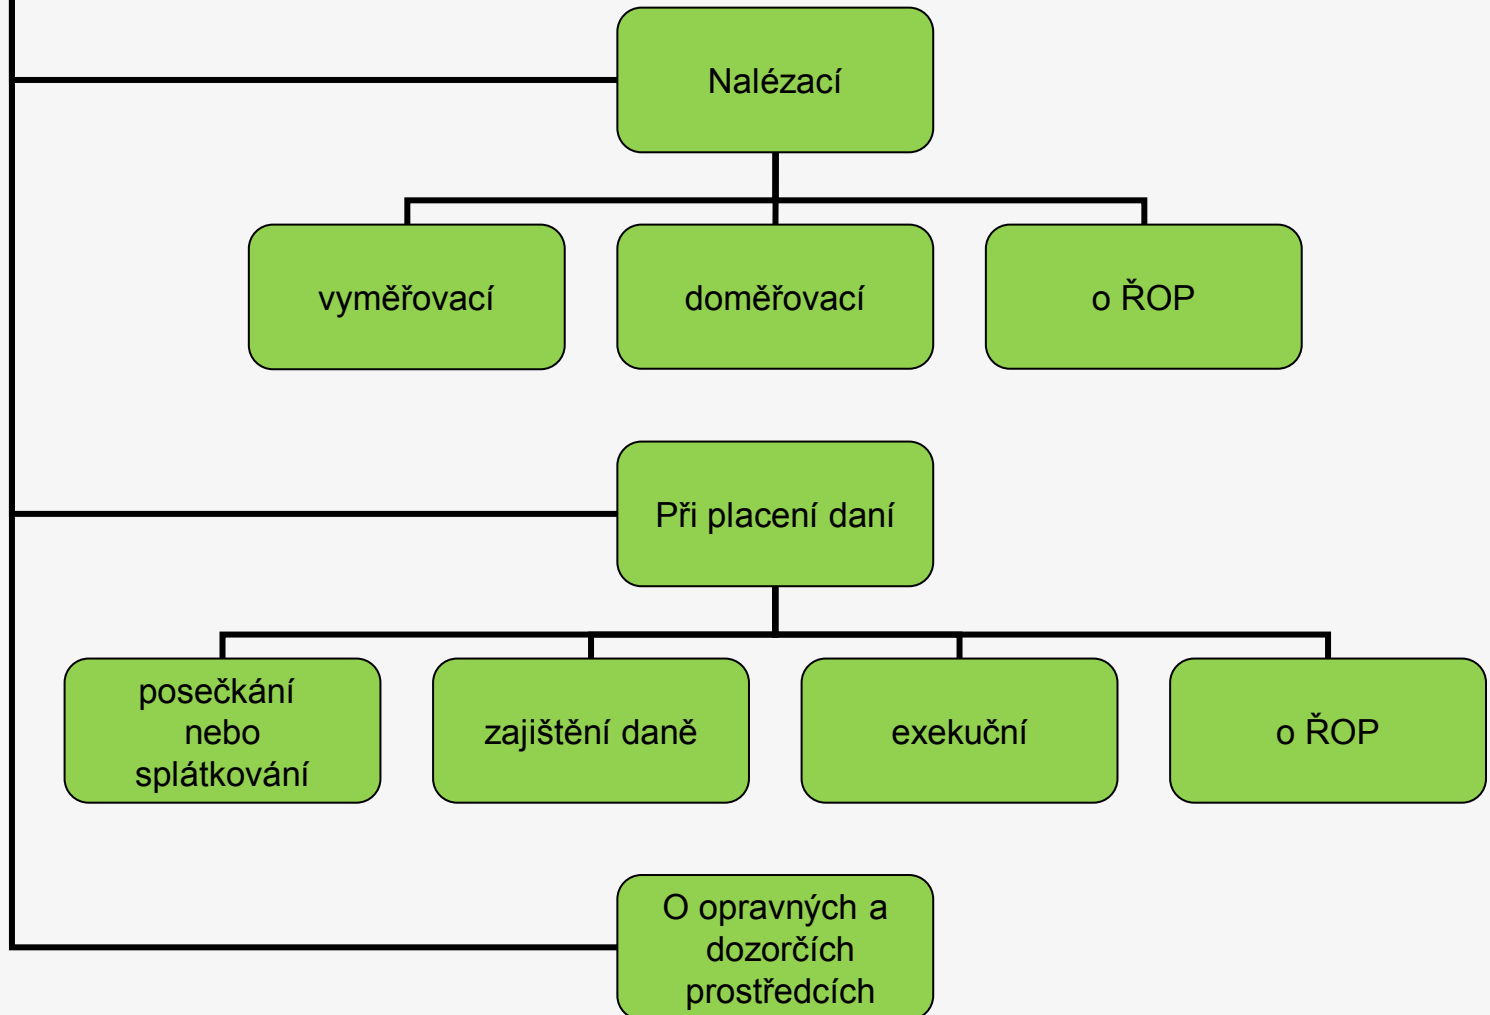 Nalézací
vyměřovací
doměřovací
o ŘOP
Při placení daní
posečkání
nebo
splátkování
zajištění daně
exekuční
o ŘOP
O opravných a
dozorčích
prostředcích